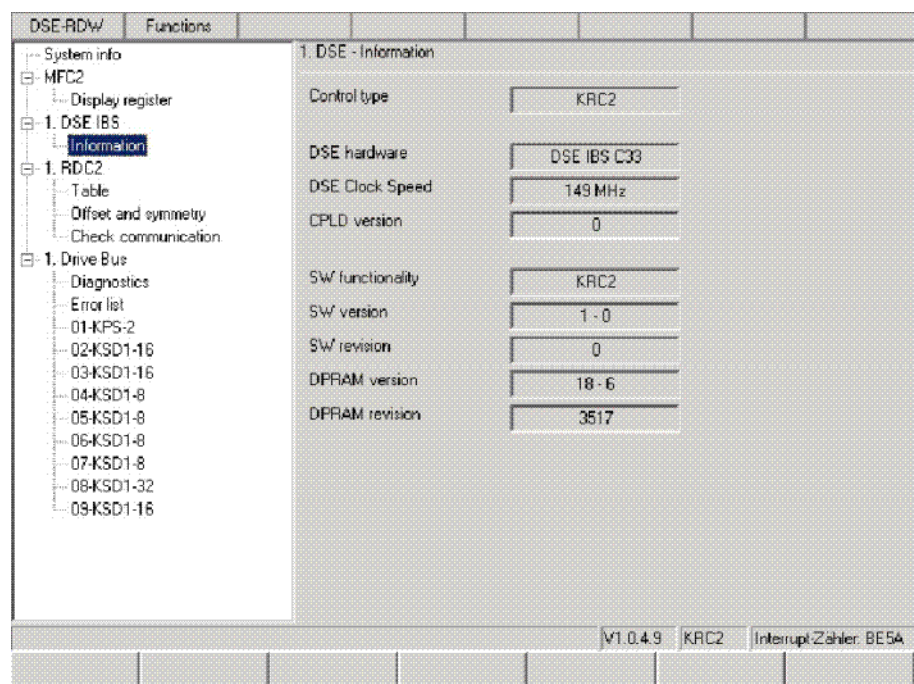 DSE-RDW Functions
System info
MFC2
Display register
1. DSE IBS
Information
1. RDC2
Table
Offset and symmetry
Check communication
1. Drive Bus
Diagnostics
Error list
01-KPS-2
02-KSD1-16
03-KSD1-16
04-KSD1-8
05-KSD1-8
06-KSD1-8
07-KSD1-8
08-KSD1-32
09-KSD1-16
1. DSE - Information
Control type KRC2
DSE hardware DSE IBS C33
DSE Clock Speed 149 MHz
CPLD version 0
SW functionality KRC2
SW version 1 - 0
SW revision 0
DPRAM version 18 - 6
DPRAM revision 3517
V1.0.4.9 KRC2 Interrupt-Zähler: BE5A